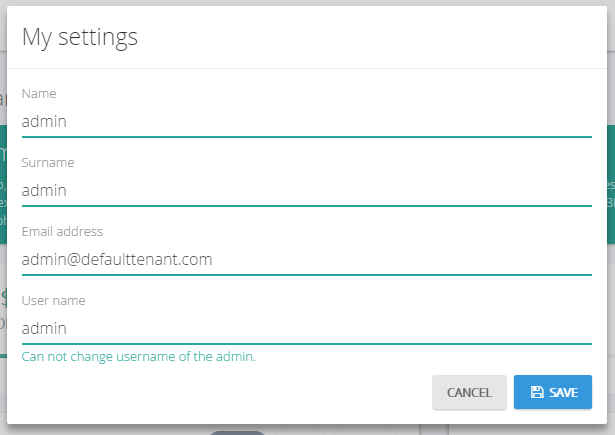 My settings
Name
admin
Surname
admin
Email address
admin@defaulttenant.com
User name
admin
Can not change username of the admin.
CANCEL
SAVE